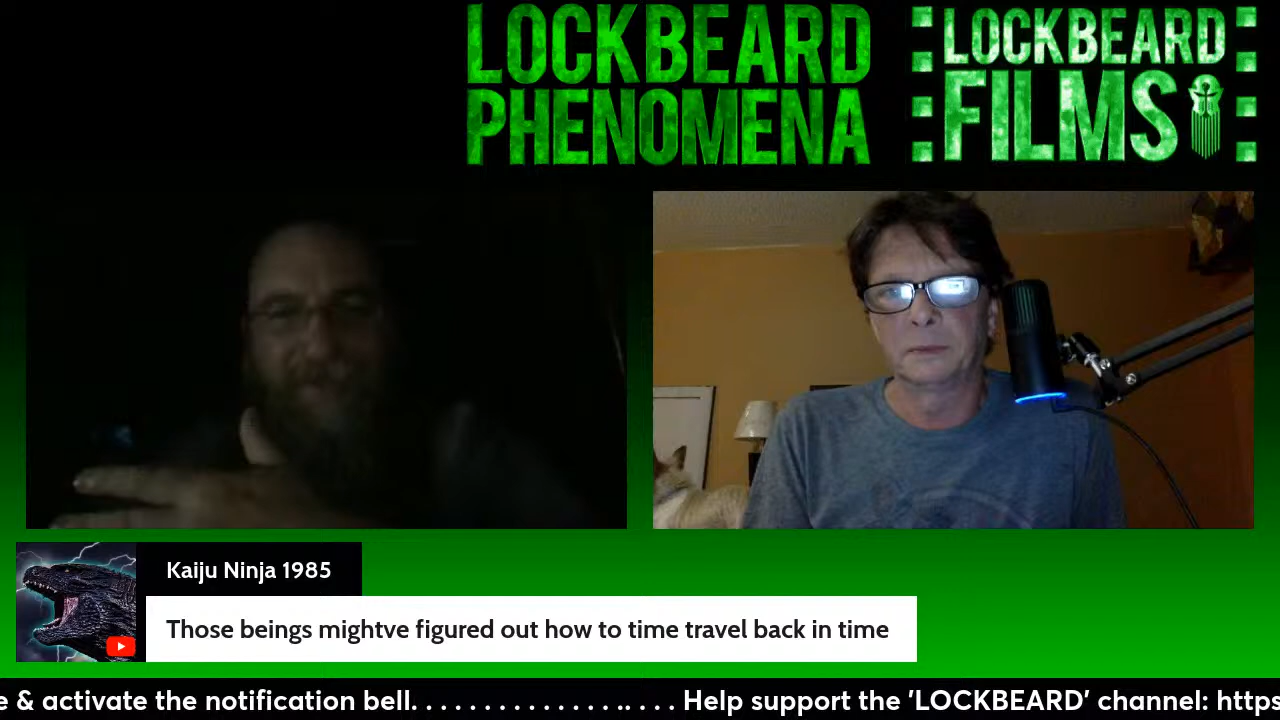 LOCKBEARD
PHENOMENA
LOCKBEARD
FILMS
Kaiju Ninja 1985
Those beings mightve figured out how to time travel back in time
e & activate the notification bell. . . . . . . . . . . . . . . .. . . . . Help support the 'LOCKBEARD' channel: https